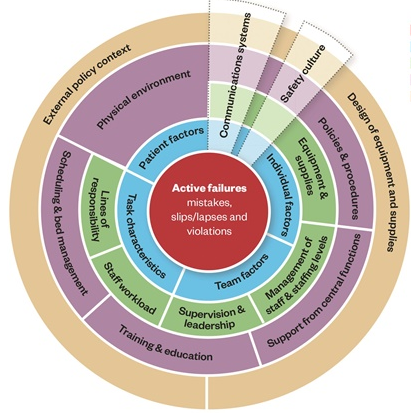 Communications systems
Safety culture
External policy context
Design of equipment and supplies
Physical environment
Policies & procedures
Support from central functions
Training & education
Scheduling & bed management
Equipment &
supplies
Management of
staff & staffing levels
Supervision &
leadership
Staff workload
Lines of
responsibility
Patient factors
Individual factors
Team factors
Task characteristics
Active failures
mistakes,
slips/lapses and
violations